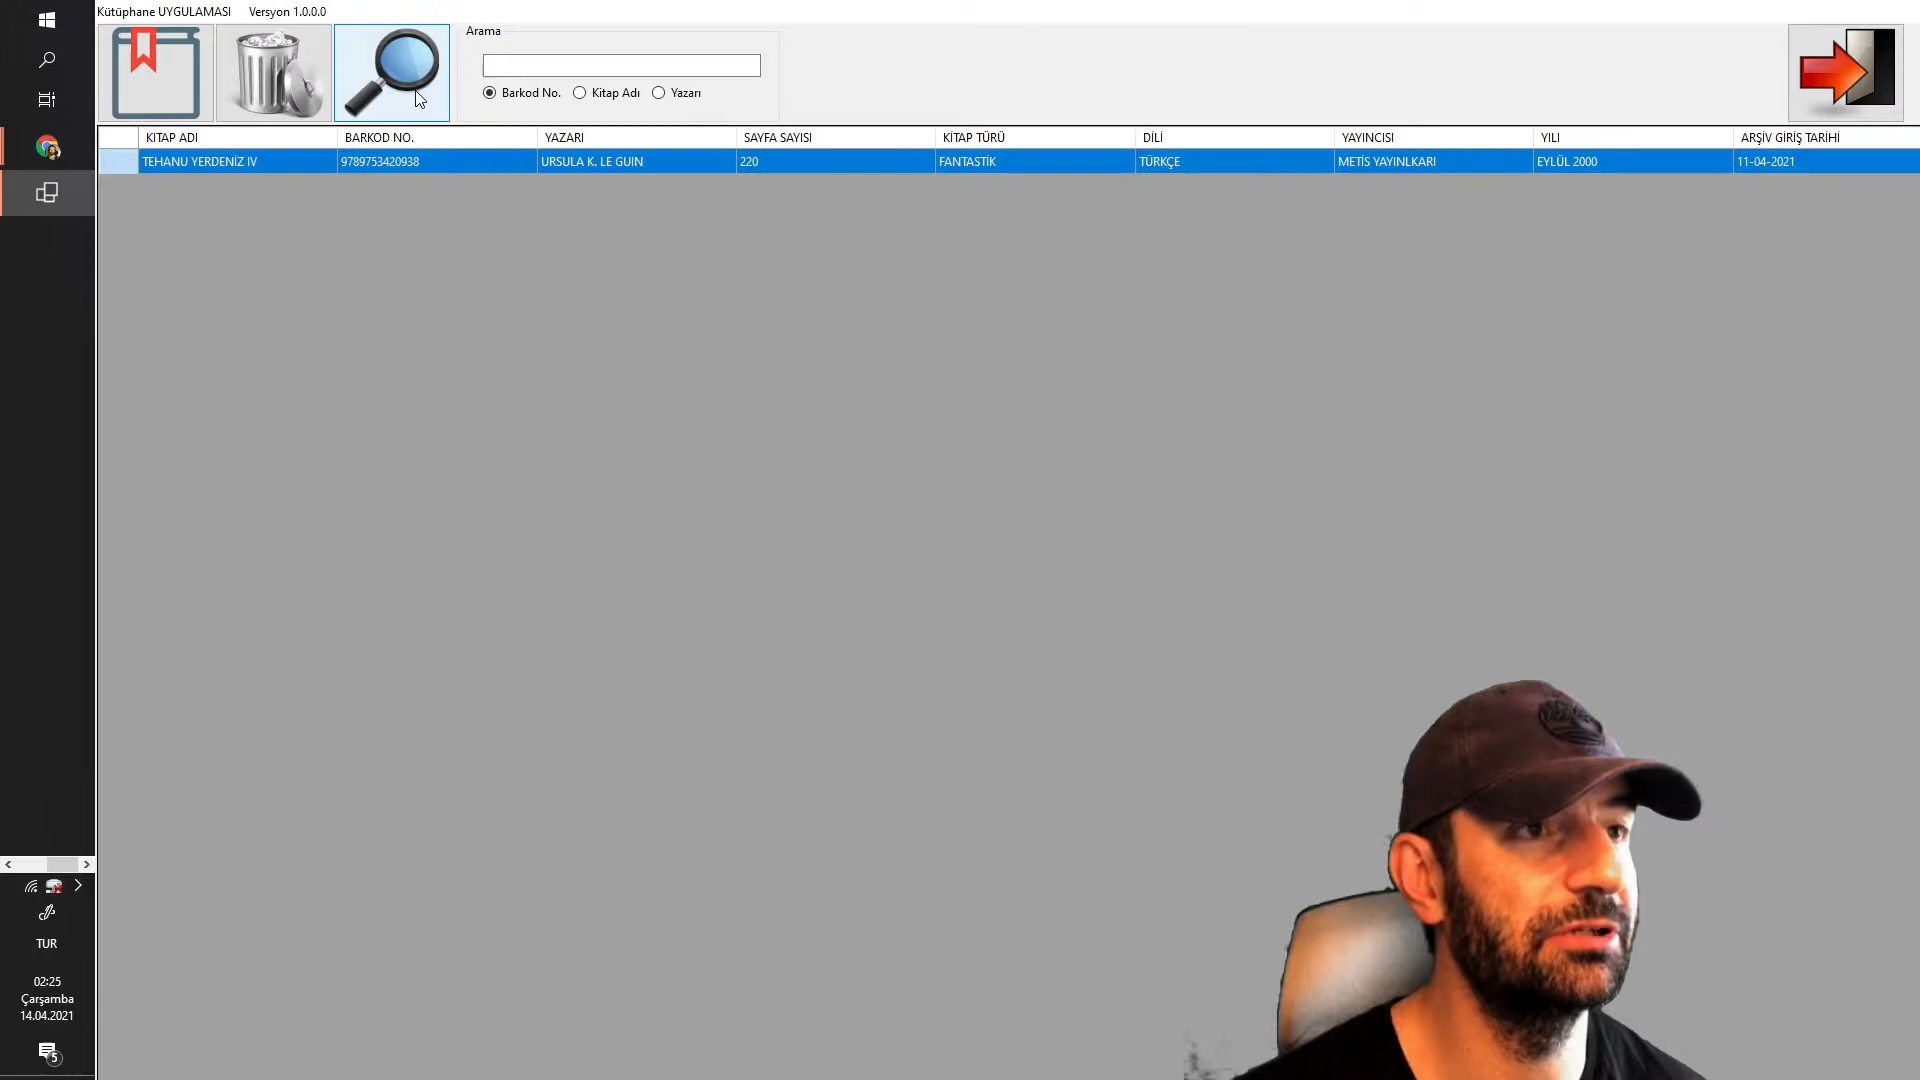 Kütüphane UYGULAMASI Versyon 1.0.0.0
Arama
Barkod No. Kitap Adı Yazarı
KITAP ADI BARKOD NO. YAZARI SAYFA SAYISI KİTAP TÜRÜ DİLİ YAYINCISI YILI ARŞİV GİRİŞ TARİHİ
TEHANU YERDENİZ IV 9789753420938 URSULA K. LE GUIN 220 FANTASTİK TÜRKÇE METİS YAYINLKARI EYLÜL 2000 11-04-2021
TUR
02:25
Çarşamba
14.04.2021
5